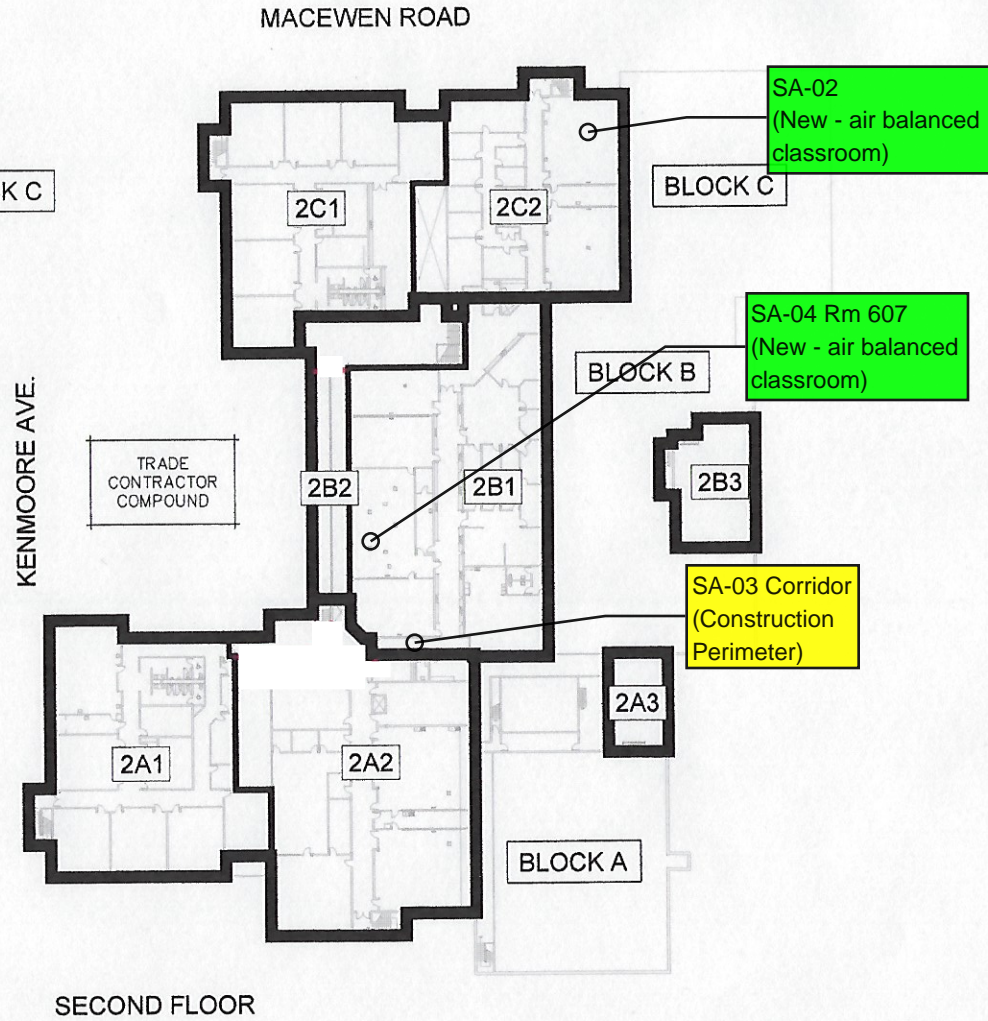 MACEWEN ROAD
SA-02
(New - air balanced
classroom)
K C
BLOCK C
2C1
2C2
SA-04 Rm 607
(New - air balanced
classroom)
BLOCK B
KENMOORE AVE.
TRADE
CONTRACTOR
COMPOUND
2B2
2B1
2B3
SA-03 Corridor
(Construction
Perimeter)
2A3
2A1
2A2
BLOCK A
SECOND FLOOR